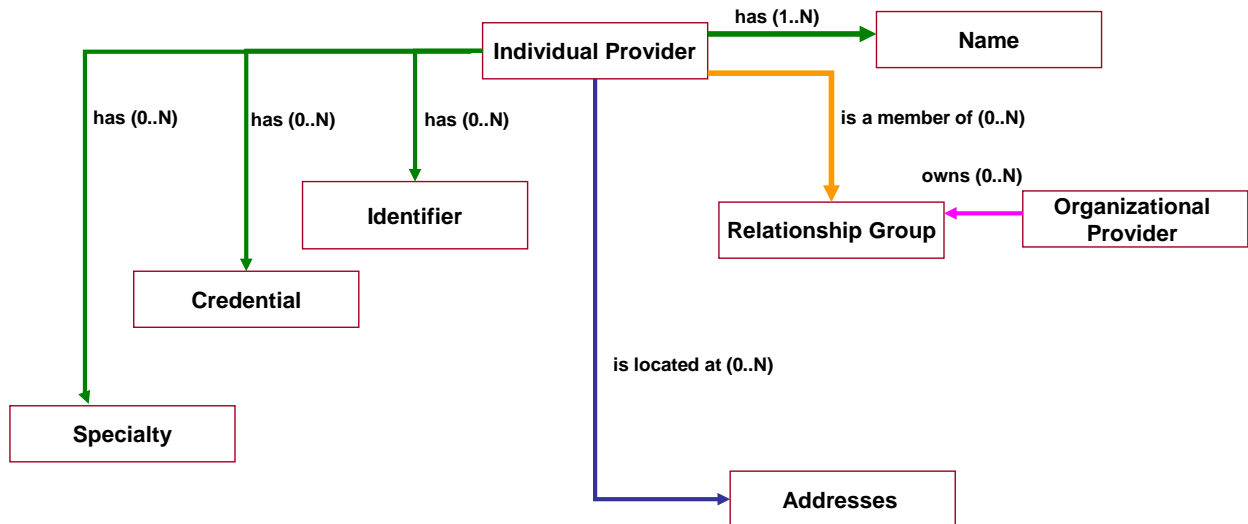 has (1..N)
Individual Provider
Name
has (0..N)
has (0..N)
has (0..N)
is a member of (0..N)
owns (0..N)
Identifier
Relationship Group
Organizational
Provider
Credential
is located at (0..N)
Specialty
Addresses